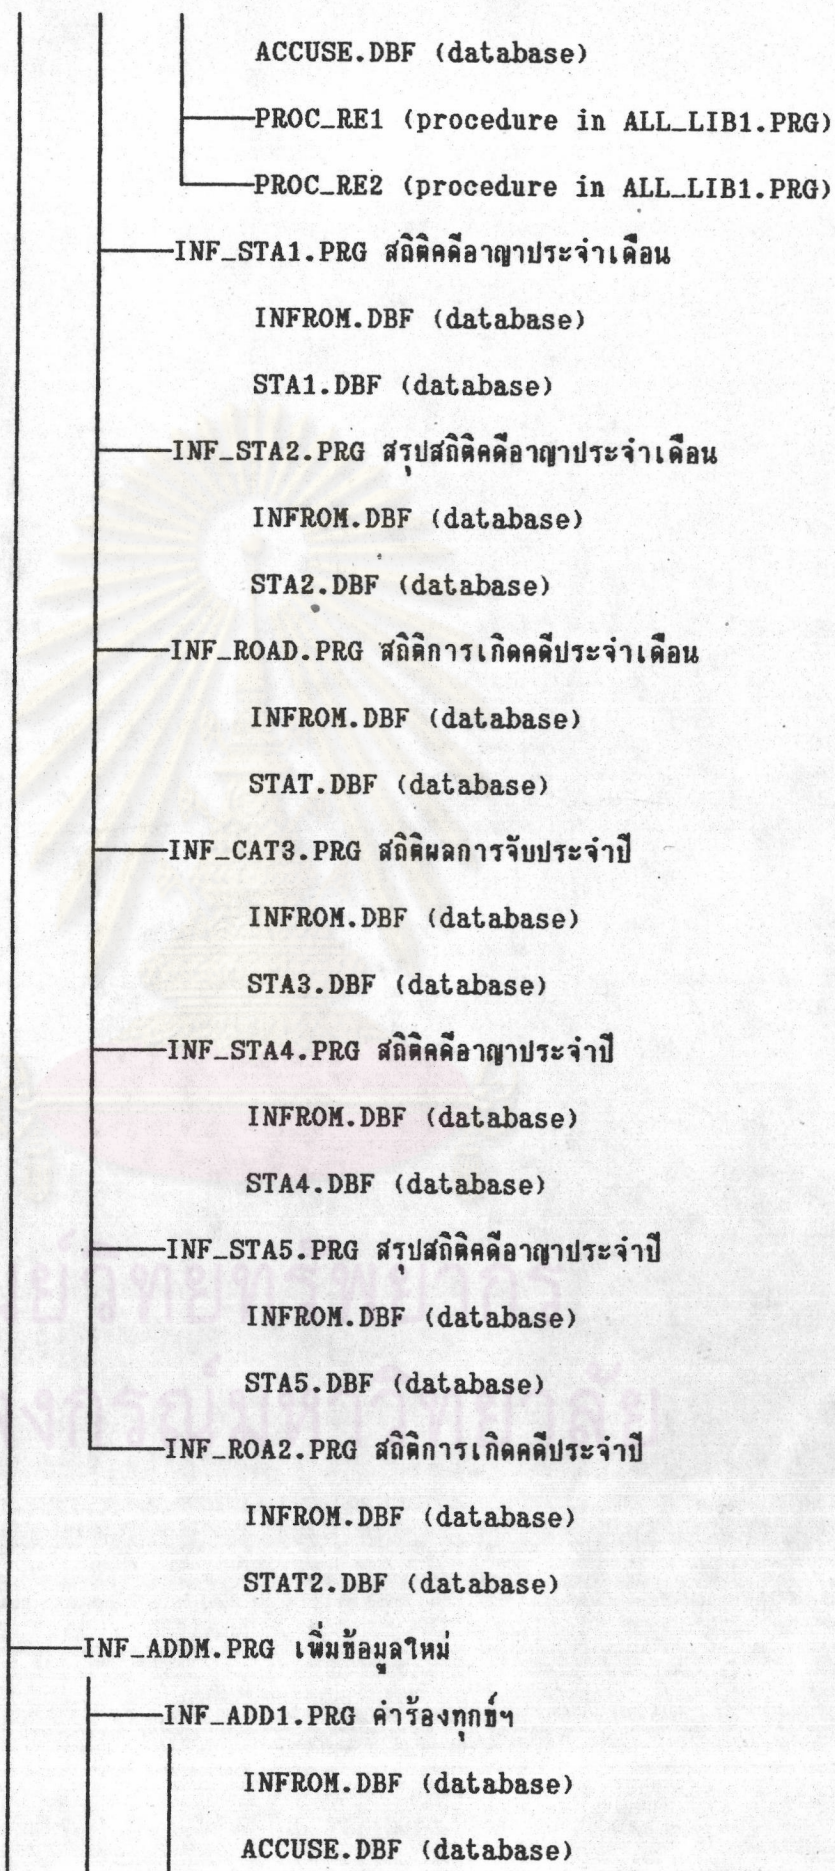 ACCUSE.DBF (database)
PROC_RE1 (procedure in ALL_LIB1.PRG)
PROC_RE2 (procedure in ALL_LIB1.PRG)
INF_STA1.PRG สถิติคดีอาญาประจำเดือน
INFROM.DBF (database)
STA1.DBF (database)
INF_STA2.PRG สรุปสถิติคดีอาญาประจำเดือน
INFROM.DBF (database)
STA2.DBF (database)
INF_ROAD.PRG สถิติการเกิดคดีประจำเดือน
INFROM.DBF (database)
STAT.DBF (database)
INF_CAT3.PRG สถิติผลการจับประจำปี
INFROM.DBF (database)
STA3.DBF (database)
INF_STA4.PRG สถิติคดีอาญาประจำปี
INFROM.DBF (database)
STA4.DBF (database)
INF_STA5.PRG สรุปสถิติคดีอาญาประจำปี
INFROM.DBF (database)
STA5.DBF (database)
INF_ROA2.PRG สถิติการเกิดคดีประจำปี
INFROM.DBF (database)
STAT2.DBF (database)
INF_ADDM.PRG เพิ่มข้อมูลใหม่
INF_ADD1.PRG คำร้องทุกข์ฯ
INFROM.DBF (database)
ACCUSE.DBF (database)